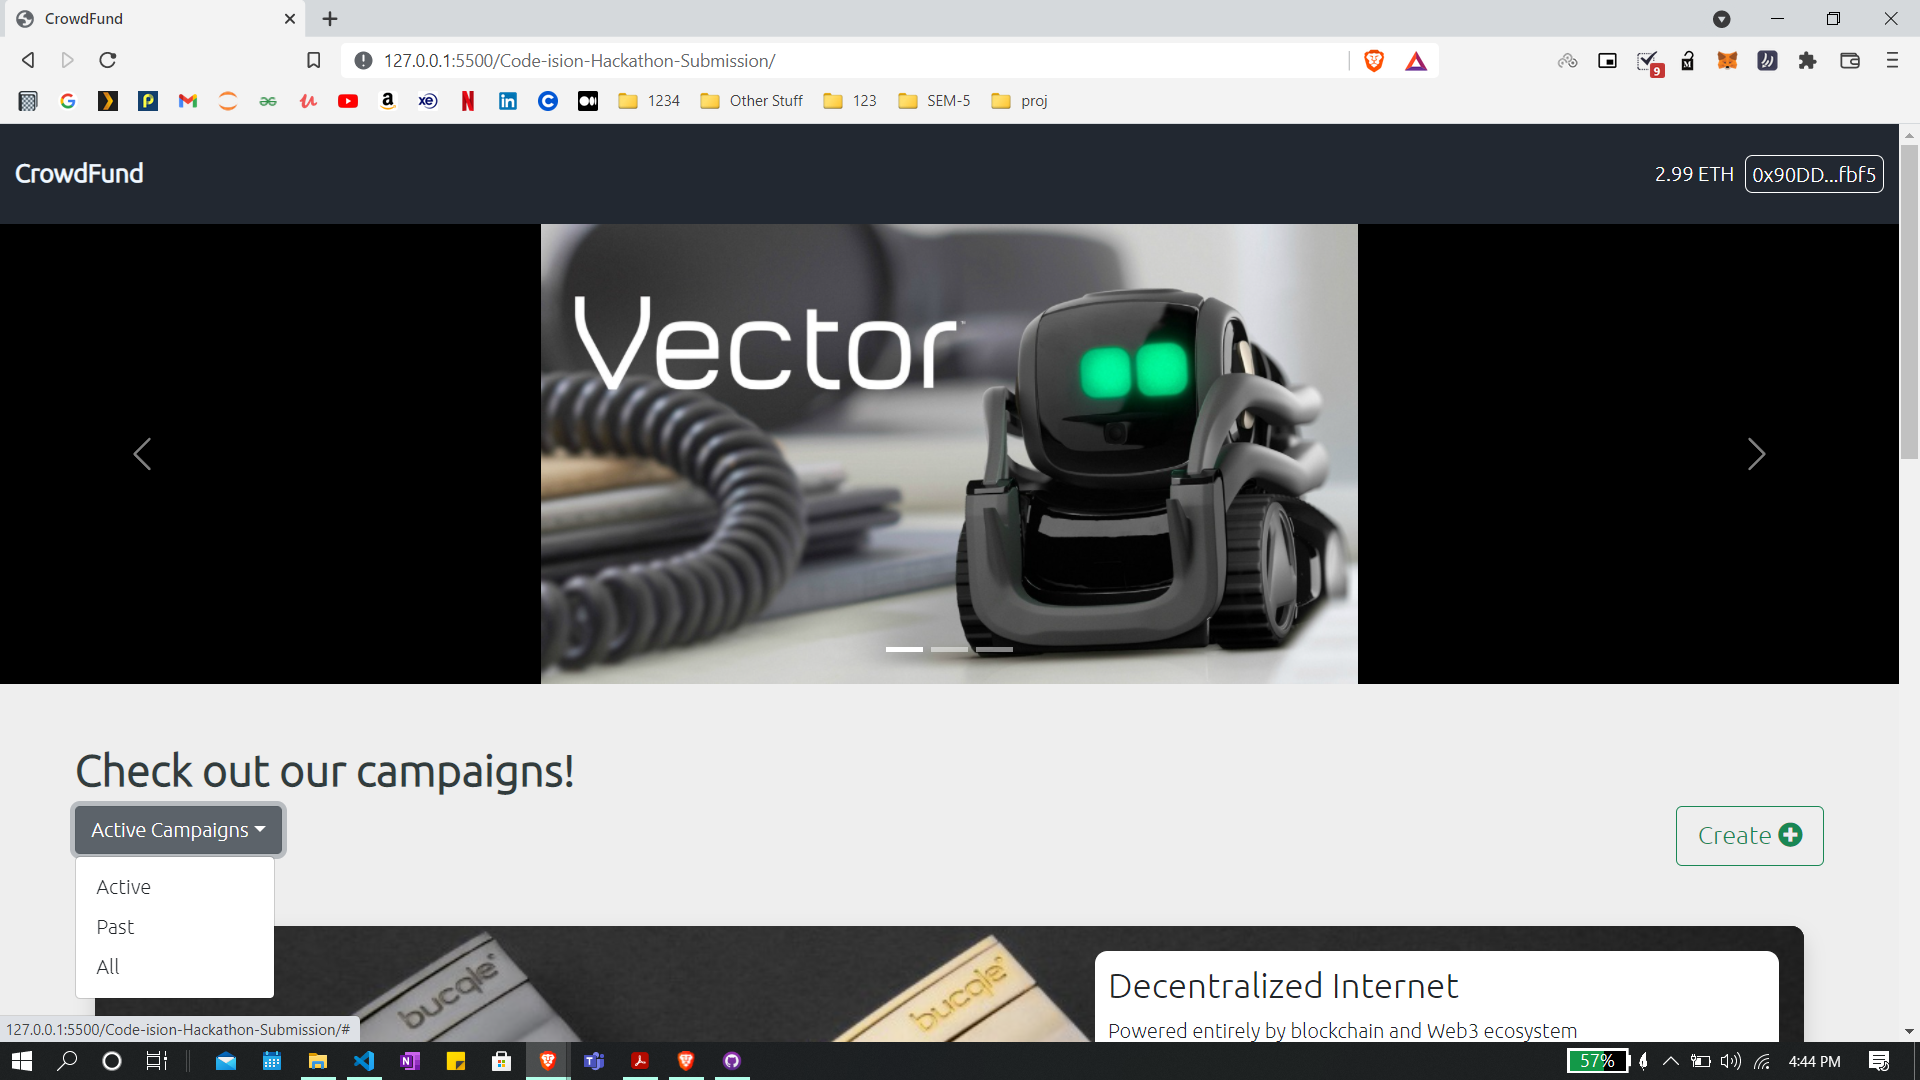 CrowdFund
127.0.0.1:5500/Code-ision-Hackathon-Submission/
9
M
xe
1234
Other Stuff
123
SEM-5
proj
CrowdFund
2.99 ETH
0x90DD...fbf5
Vector
Check out our campaigns!
Active Campaigns
Create
Active
Past
All
bucqle
bucqle
Decentralized Internet
Powered entirely by blockchain and Web3 ecosystem
127.0.0.1:5500/Code-ision-Hackathon-Submission/#
57%
4:44 PM